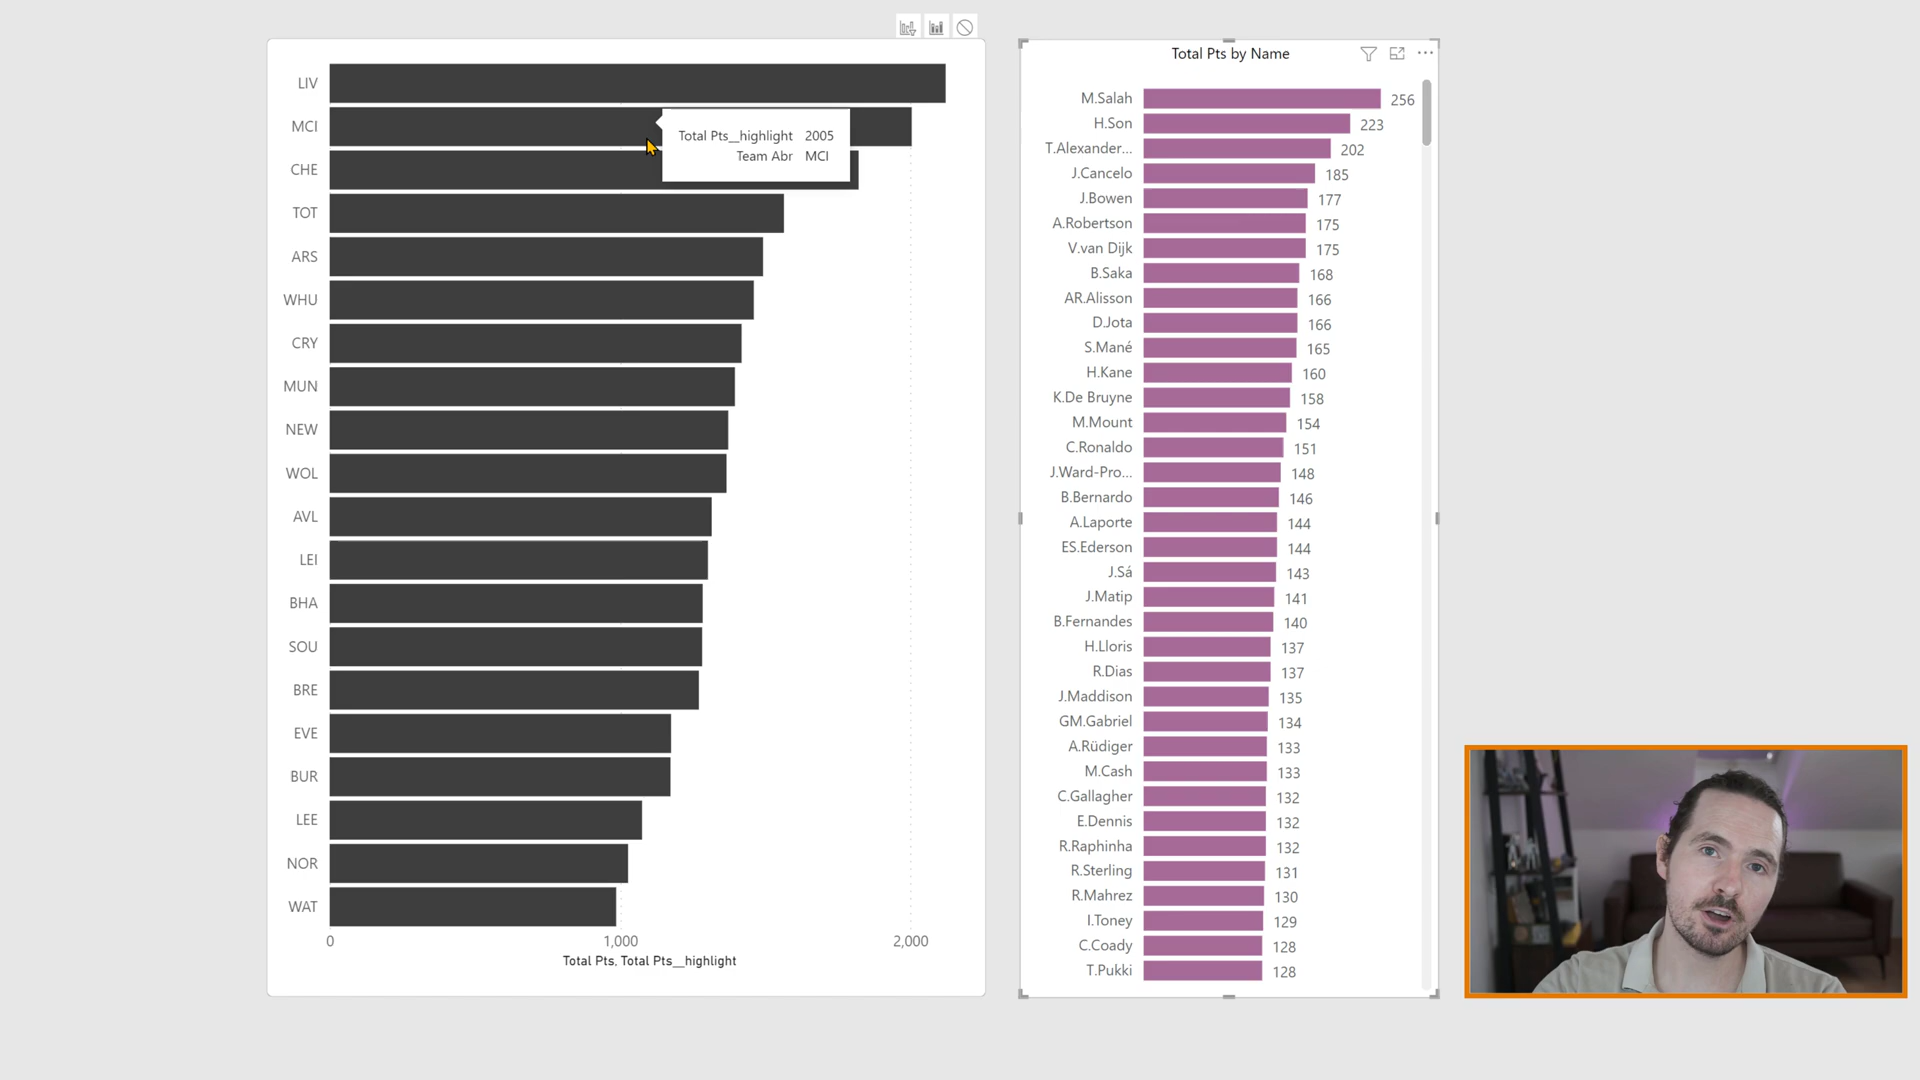 LIV
MCI
CHE
TOT
ARS
WHU
CRY
MUN
NEW
WOL
AVL
LEI
BHA
SOU
BRE
EVE
BUR
LEE
NOR
WAT
Total Pts__highlight 2005
Team Abr MCI
0 1,000 2,000
Total Pts, Total Pts__highlight
Total Pts by Name
M.Salah 256
H.Son 223
T.Alexander... 202
J.Cancelo 185
J.Bowen 177
A.Robertson 175
V.van Dijk 175
B.Saka 168
AR.Alisson 166
D.Jota 166
S.Mané 165
H.Kane 160
K.De Bruyne 158
M.Mount 154
C.Ronaldo 151
J.Ward-Pro... 148
B.Bernardo 146
A.Laporte 144
ES.Ederson 144
J.Sá 143
J.Matip 141
B.Fernandes 140
H.Lloris 137
R.Dias 137
J.Maddison 135
GM.Gabriel 134
A.Rüdiger 133
M.Cash 133
C.Gallagher 132
E.Dennis 132
R.Raphinha 132
R.Sterling 131
R.Mahrez 130
I.Toney 129
C.Coady 128
T.Pukki 128